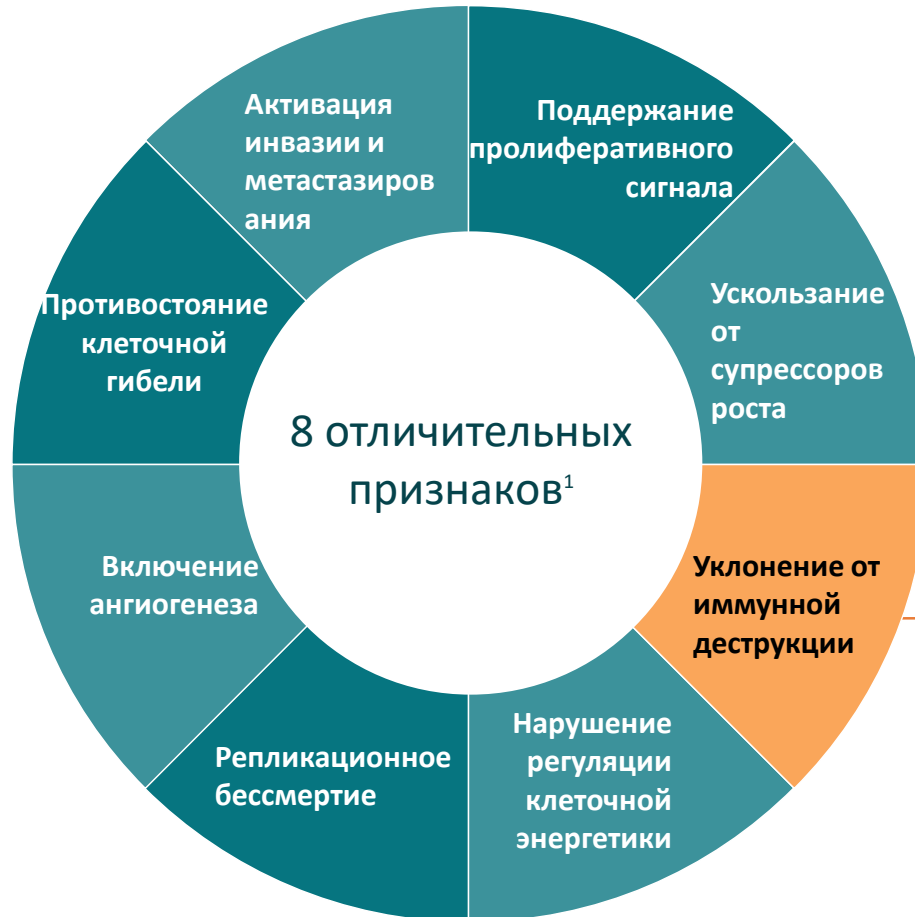 Активация
инвазии и
метастазиров
ания
Поддержание
пролиферативного
сигнала
Ускользание
от
супрессоров
роста
Уклонение от
иммунной
деструкции
Нарушение
регуляции
клеточной
энергетики
Репликационное
бессмертие
Включение
ангиогенеза
Противостояние
клеточной
гибели
8 отличительных
признаков¹